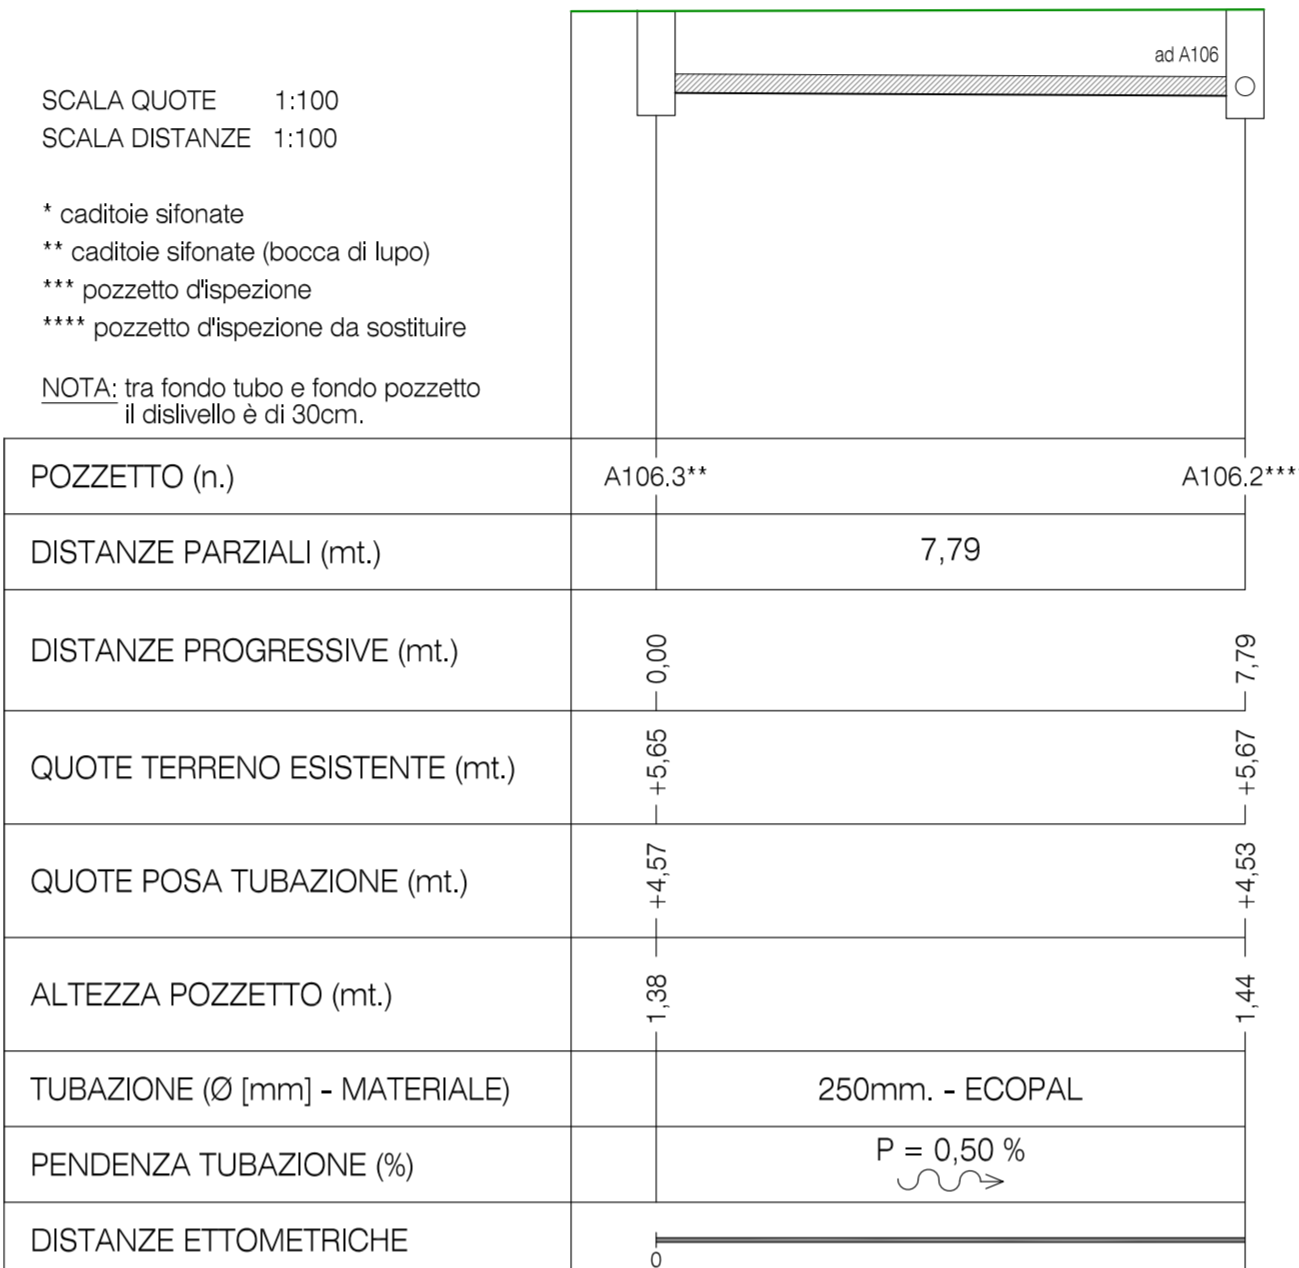 ad A106
SCALA QUOTE 1:100
SCALA DISTANZE 1:100
* caditoie sifonate
** caditoie sifonate (bocca di lupo)
*** pozzetto d'ispezione
**** pozzetto d'ispezione da sostituire
NOTA: tra fondo tubo e fondo pozzetto
il dislivello è di 30cm.
POZZETTO (n.) A106.3** A106.2***
DISTANZE PARZIALI (mt.) 7,79
DISTANZE PROGRESSIVE (mt.) 0,00 7,79
QUOTE TERRENO ESISTENTE (mt.) +5,65 +5,67
QUOTE POSA TUBAZIONE (mt.) +4,57 +4,53
ALTEZZA POZZETTO (mt.) 1,38 1,44
TUBAZIONE (Ø [mm] - MATERIALE) 250mm. - ECOPAL
PENDENZA TUBAZIONE (%) P = 0,50 %
DISTANZE ETTOMETRICHE
0